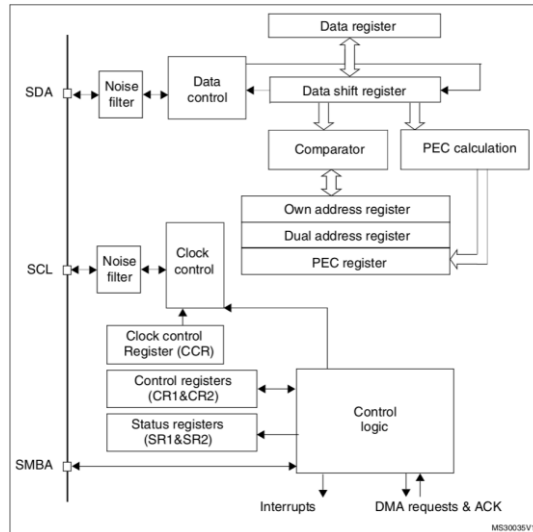 Data register
SDA
Noise
filter
Data
control
Data shift register
Comparator
PEC calculation
Own address register
Dual address register
PEC register
SCL
Noise
filter
Clock
control
Clock control
Register (CCR)
Control registers
(CR1&CR2)
Status registers
(SR1&SR2)
Control
logic
SMBA
Interrupts
DMA requests & ACK